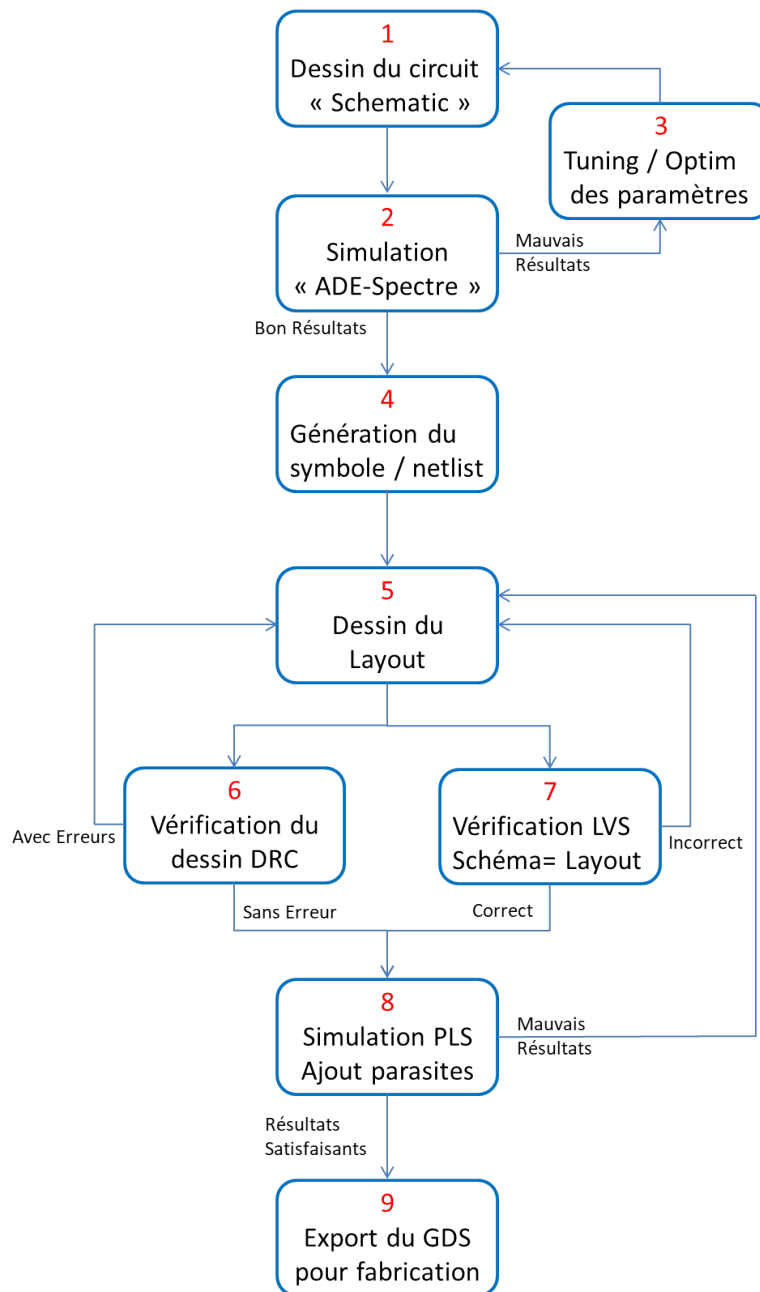 1
Dessin du circuit
« Schematic »
3
Tuning / Optim
des paramètres
2
Simulation
« ADE-Spectre »
Mauvais
Résultats
Bon Résultats
4
Génération du
symbole / netlist
5
Dessin du
Layout
6
Vérification du
dessin DRC
7
Vérification LVS
Schéma= Layout
Avec Erreurs
Incorrect
Sans Erreur
Correct
8
Simulation PLS
Ajout parasites
Mauvais
Résultats
Résultats
Satisfaisants
9
Export du GDS
pour fabrication